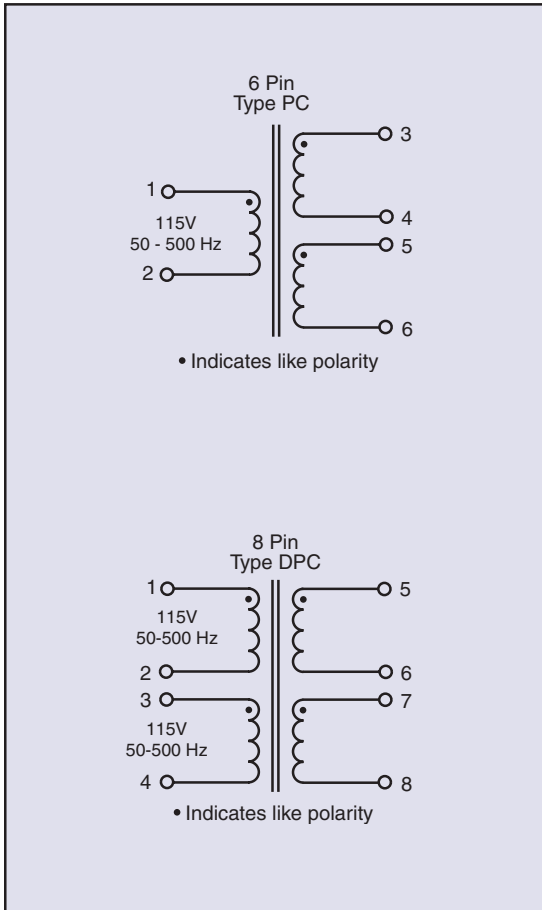 6 Pin
Type PC
3
1
115V
50 - 500 Hz
4
5
2
6
• Indicates like polarity
8 Pin
Type DPC
1
5
115V
50-500 Hz
2
6
3
7
115V
50-500 Hz
4
8
• Indicates like polarity